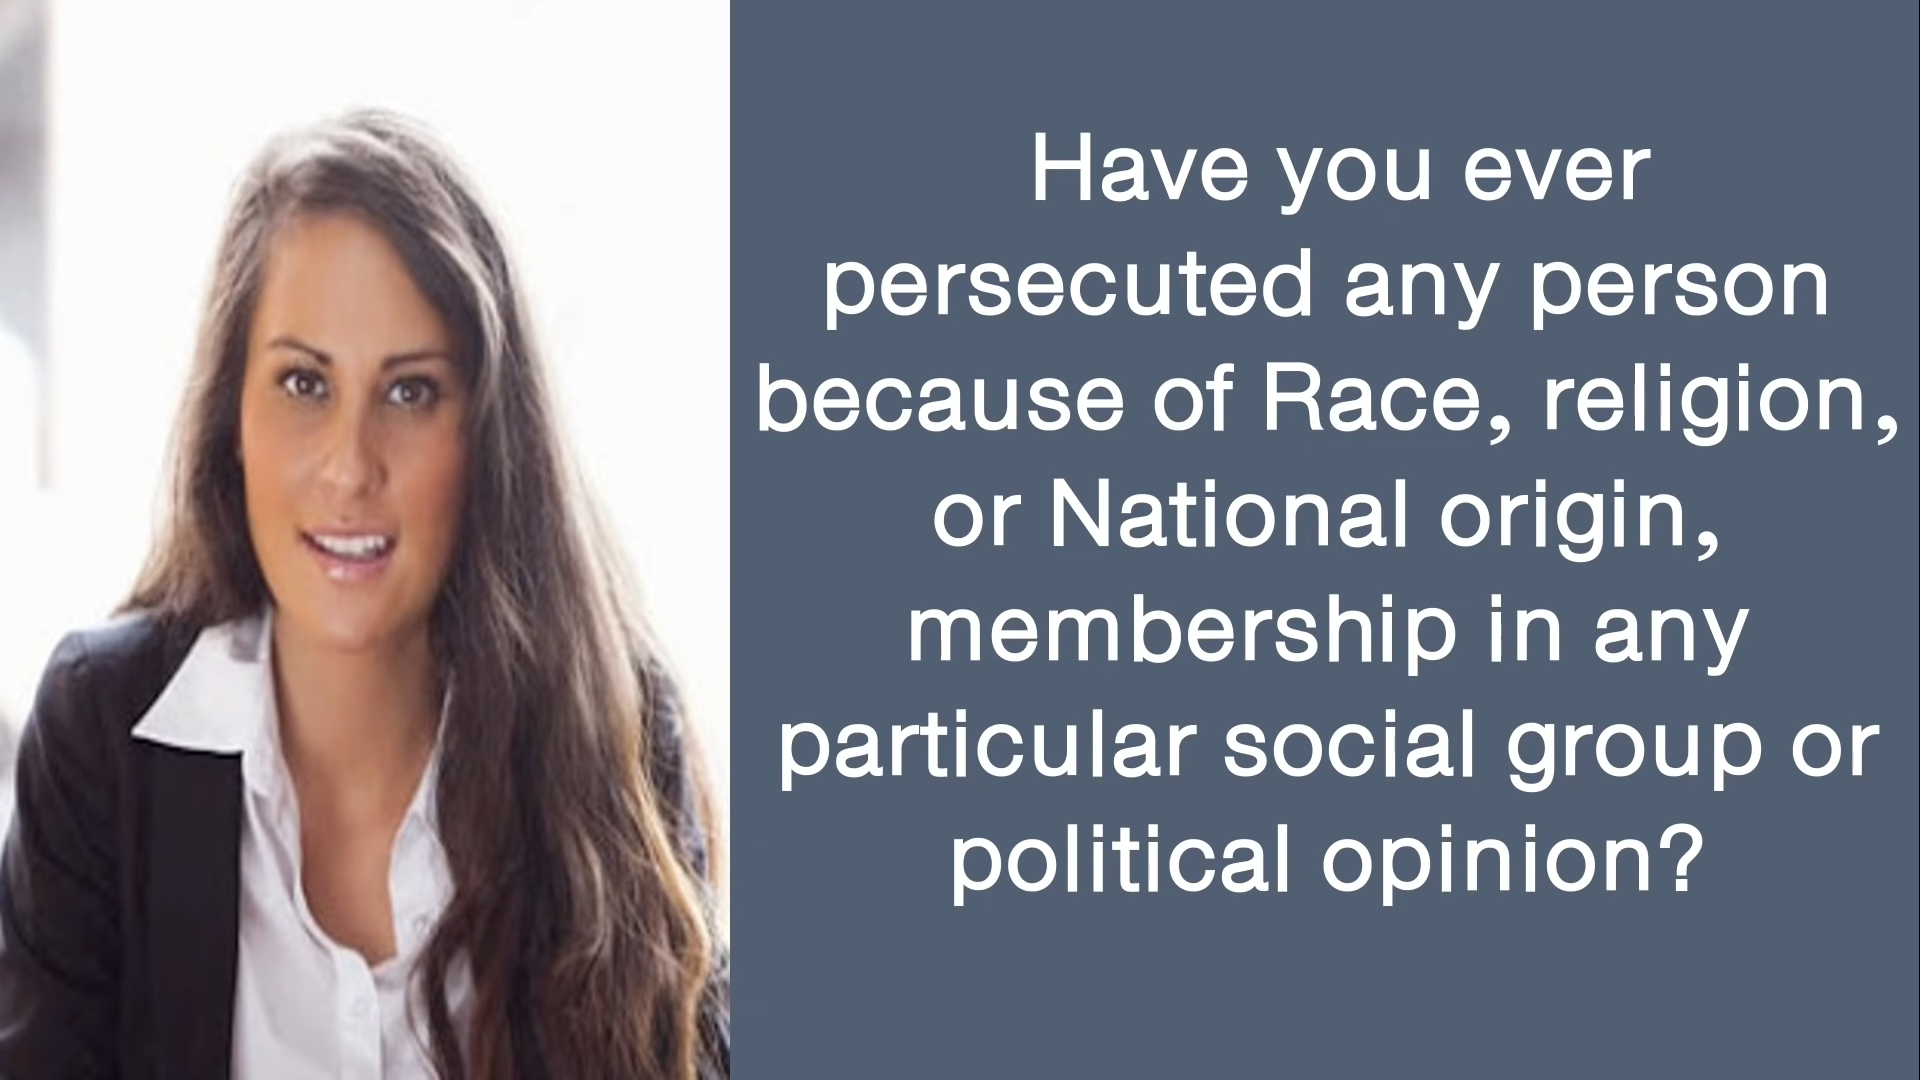 Have you ever
persecuted any person
because of Race, religion,
or National origin,
membership in any
particular social group or
political opinion?